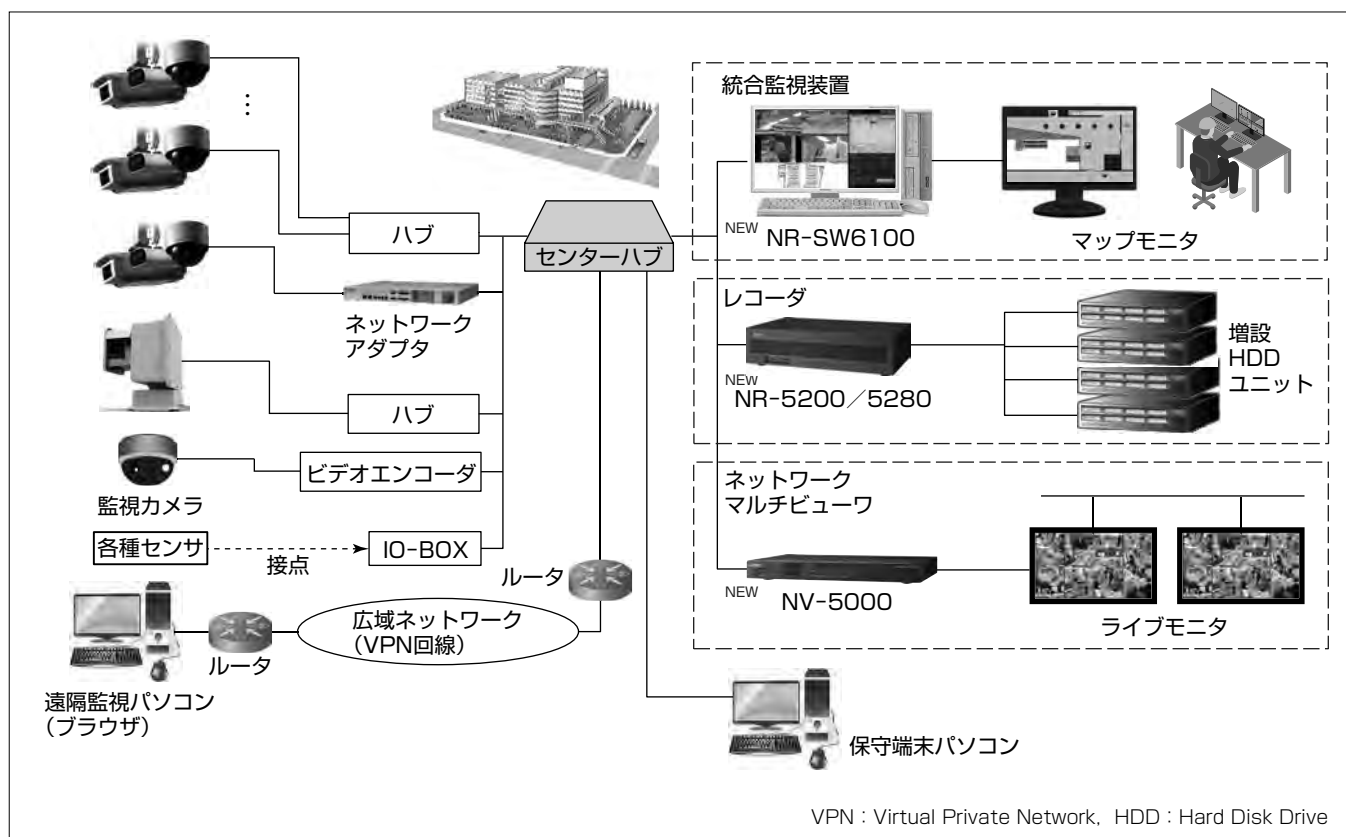 統合監視装置
NEW NR-SW6100
マップモニタ
ハブ
センターハブ
ネットワーク
アダプタ
レコーダ
NEW
NR-5200／5280
増設
HDD
ユニット
ハブ
ビデオエンコーダ
監視カメラ
各種センサ
接点
IO-BOX
ネットワーク
マルチビューワ
NEW NV-5000
ライブモニタ
ルータ
広域ネットワーク
(VPN回線)
ルータ
遠隔監視パソコン
(ブラウザ)
保守端末パソコン
VPN：Virtual Private Network, HDD：Hard Disk Drive